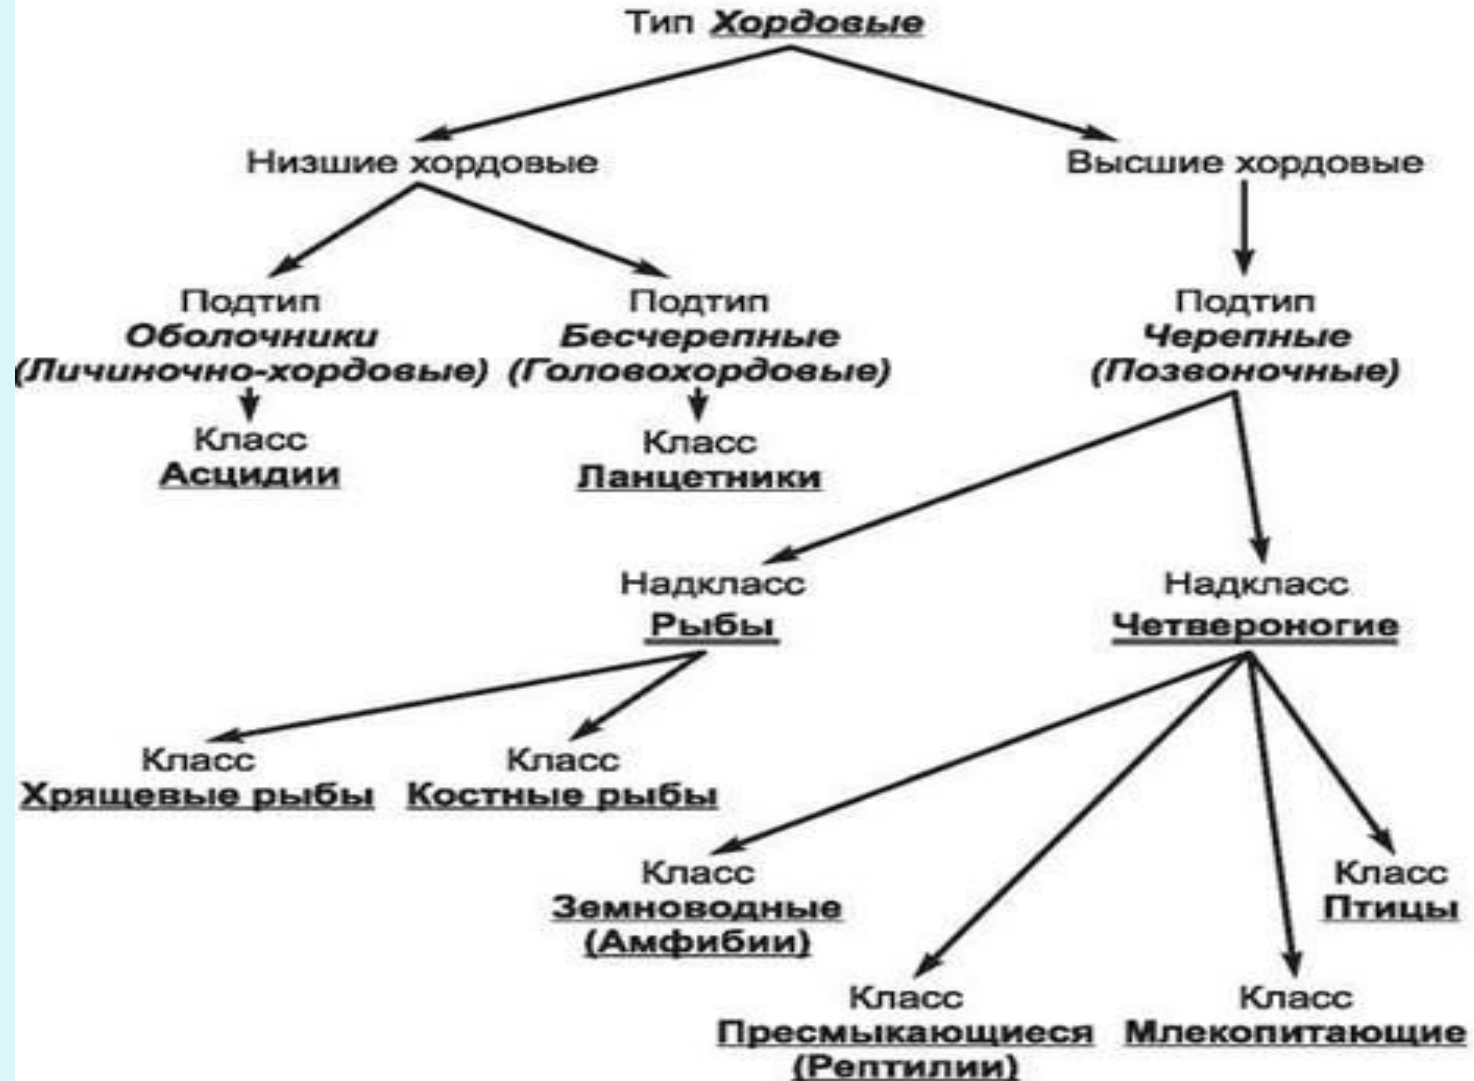 Тип Хордовые
Низшие хордовые
Высшие хордовые
Подтип
Оболочники
(Личиночно-хордовые)
Подтип
Бесчерепные
(Головохордовые)
Подтип
Черепные
(Позвоночные)
Класс
Асцидии
Класс
Ланцетники
Надкласс
Рыбы
Надкласс
Четвероногие
Класс
Хрящевые рыбы
Класс
Костные рыбы
Класс
Земноводные
(Амфибии)
Класс
Птицы
Класс
Пресмыкающиеся
(Рептилии)
Класс
Млекопитающие